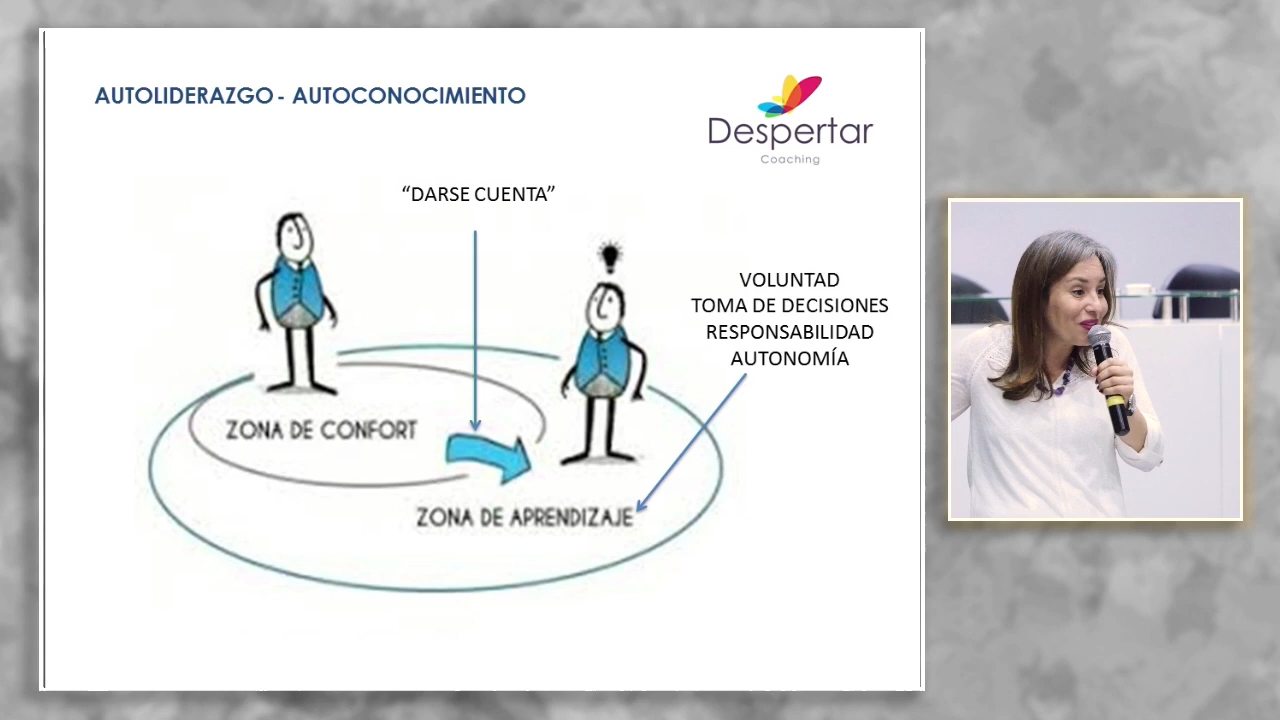 AUTOLIDERAZGO - AUTOCONOCIMIENTO
Despertar
Coaching
“DARSE CUENTA”
VOLUNTAD
TOMA DE DECISIONES
RESPONSABILIDAD
AUTONOMÍA
ZONA DE CONFORT
ZONA DE APRENDIZAJE